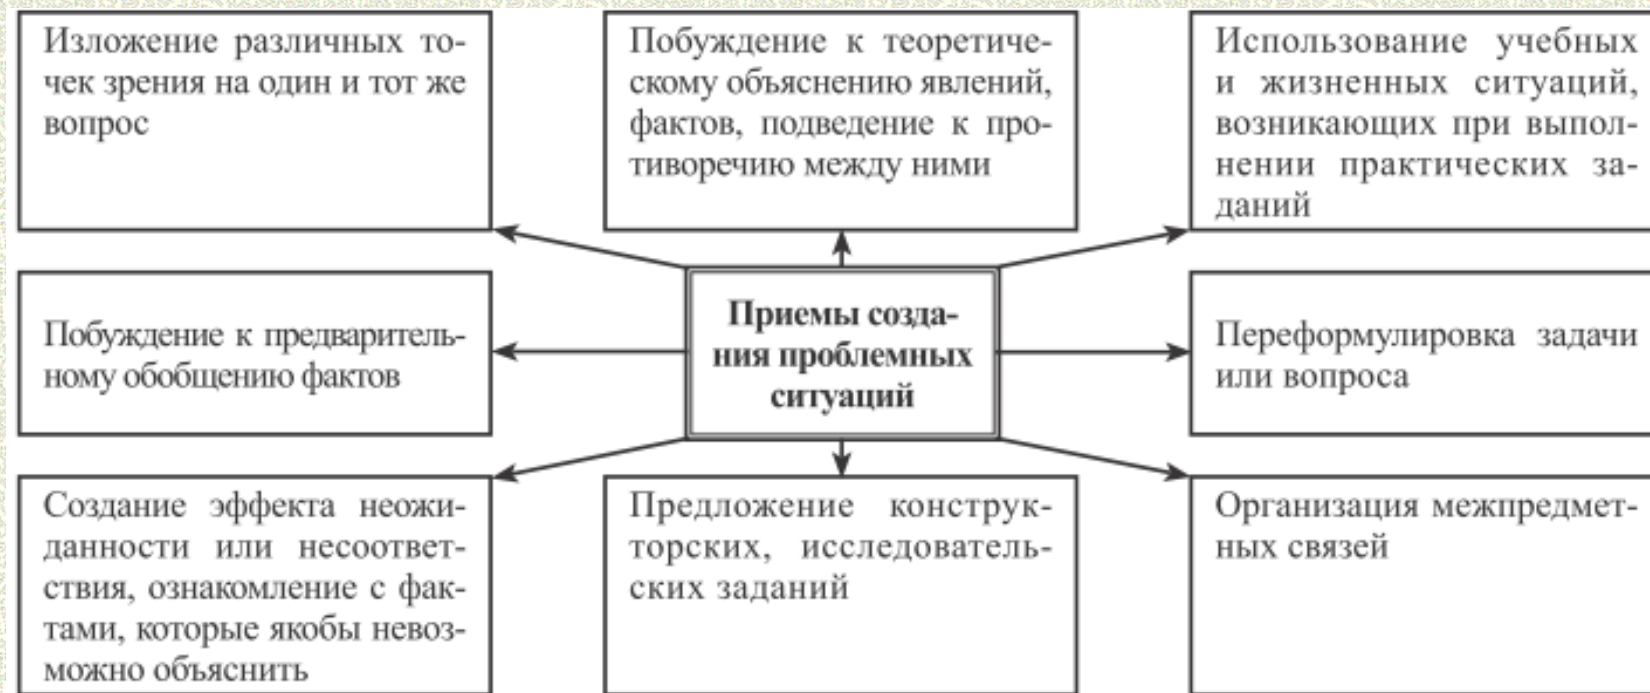 Изложение различных то-
чек зрения на один и тот же
вопрос
Побуждение к теоретиче-
скому объяснению явлений,
фактов, подведение к про-
тиворечию между ними
Использование учебных
и жизненных ситуаций,
возникающих при выпол-
нении практических за-
даний
Побуждение к предваритель-
ному обобщению фактов
Приемы созда-
ния проблемных
ситуаций
Переформулировка задачи
или вопроса
Создание эффекта неожи-
данности или несоответ-
ствия, ознакомление с фак-
тами, которые якобы невоз-
можно объяснить
Предложение конструк-
торских, исследователь-
ских заданий
Организация межпредмет-
ных связей